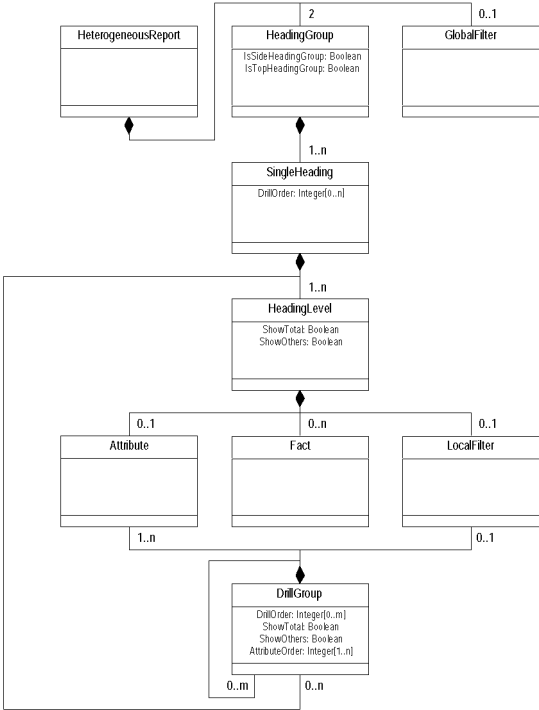 2
0..1
HeterogeneousReport
HeadingGroup
GlobalFilter
IsSideHeadingGroup: Boolean
IsTopHeadingGroup: Boolean
1..n
SingleHeading
DrillOrder: Integer[0..n]
1..n
HeadingLevel
ShowTotal: Boolean
ShowOthers: Boolean
0..1
0..n
0..1
Attribute
Fact
LocalFilter
1..n
0..1
DrillGroup
DrillOrder: Integer[0..m]
ShowTotal: Boolean
ShowOthers: Boolean
AttributeOrder: Integer[1..n]
0..m
0..n